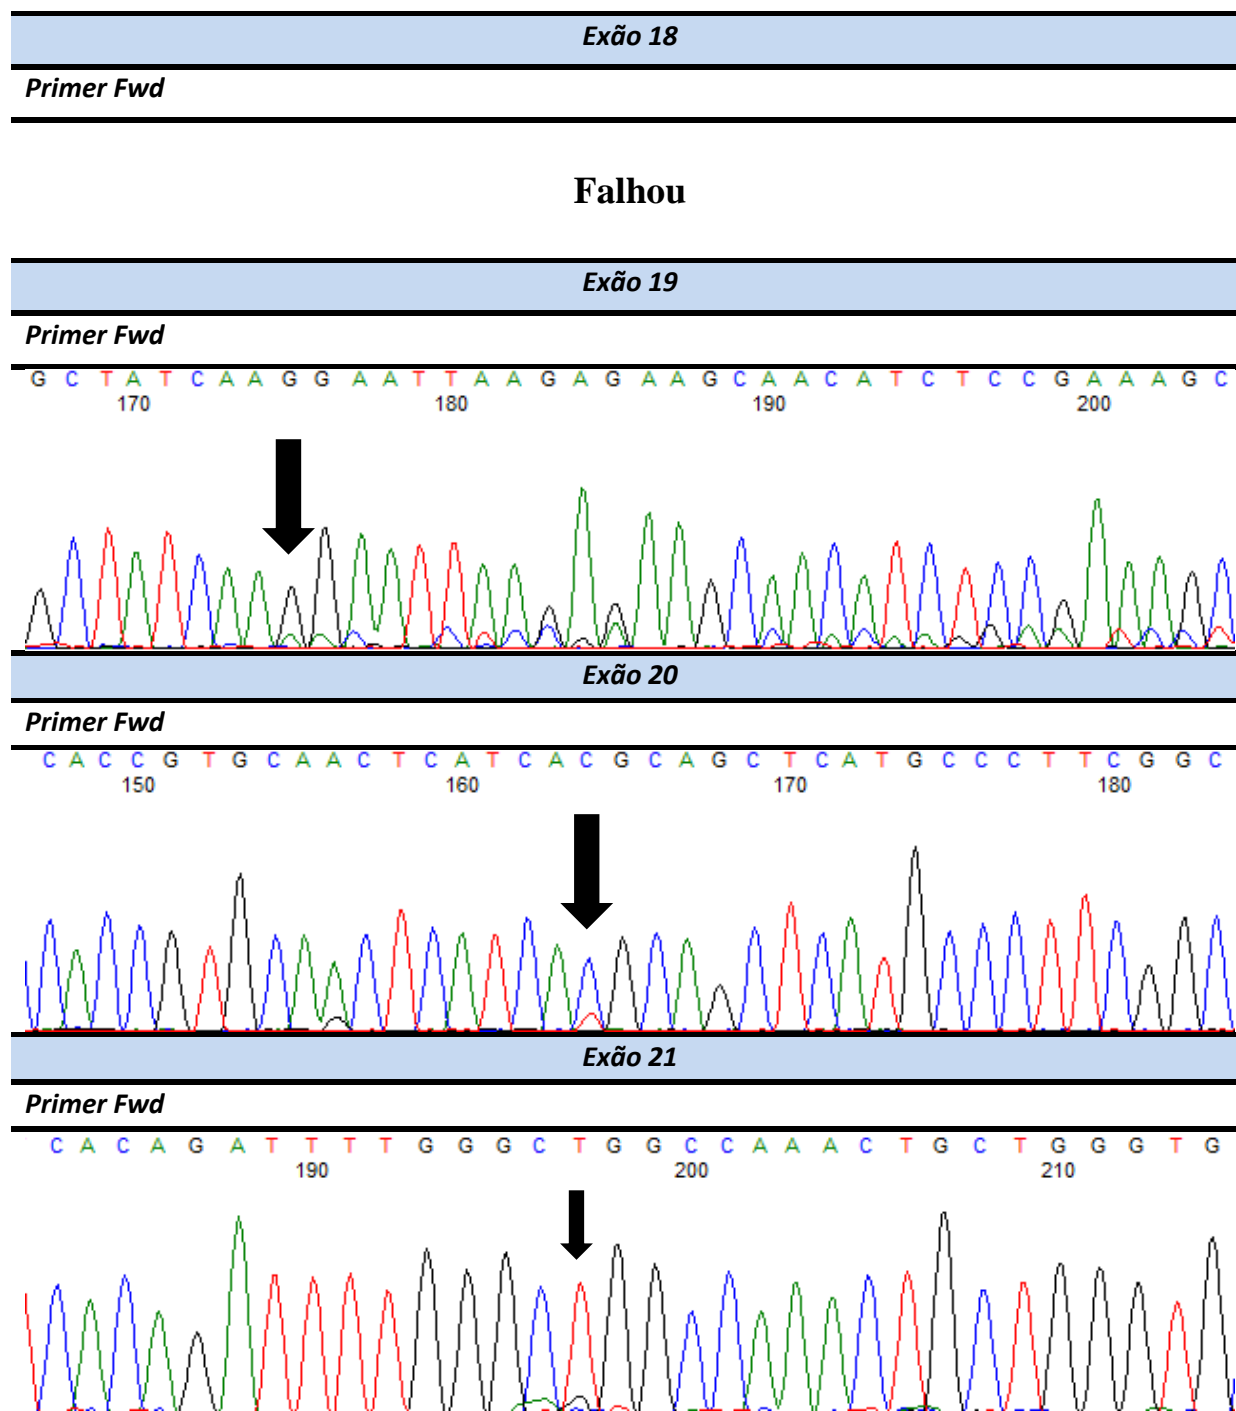 Exão 18
Primer Fwd
Falhou
Exão 19
Primer Fwd
G C T A T C A A G G A A T T A A G A G A A G C A A C A T C T C C G A A A G C
170 180 190 200
Exão 20
Primer Fwd
C A C C G T G C A A C T C A T C A C G C A G C T C A T G C C C T T C G G C
150 160 170 180
Exão 21
Primer Fwd
C A C A G A T T T T G G G C T G G C C A A A C T G C T G G G T G
190 200 210